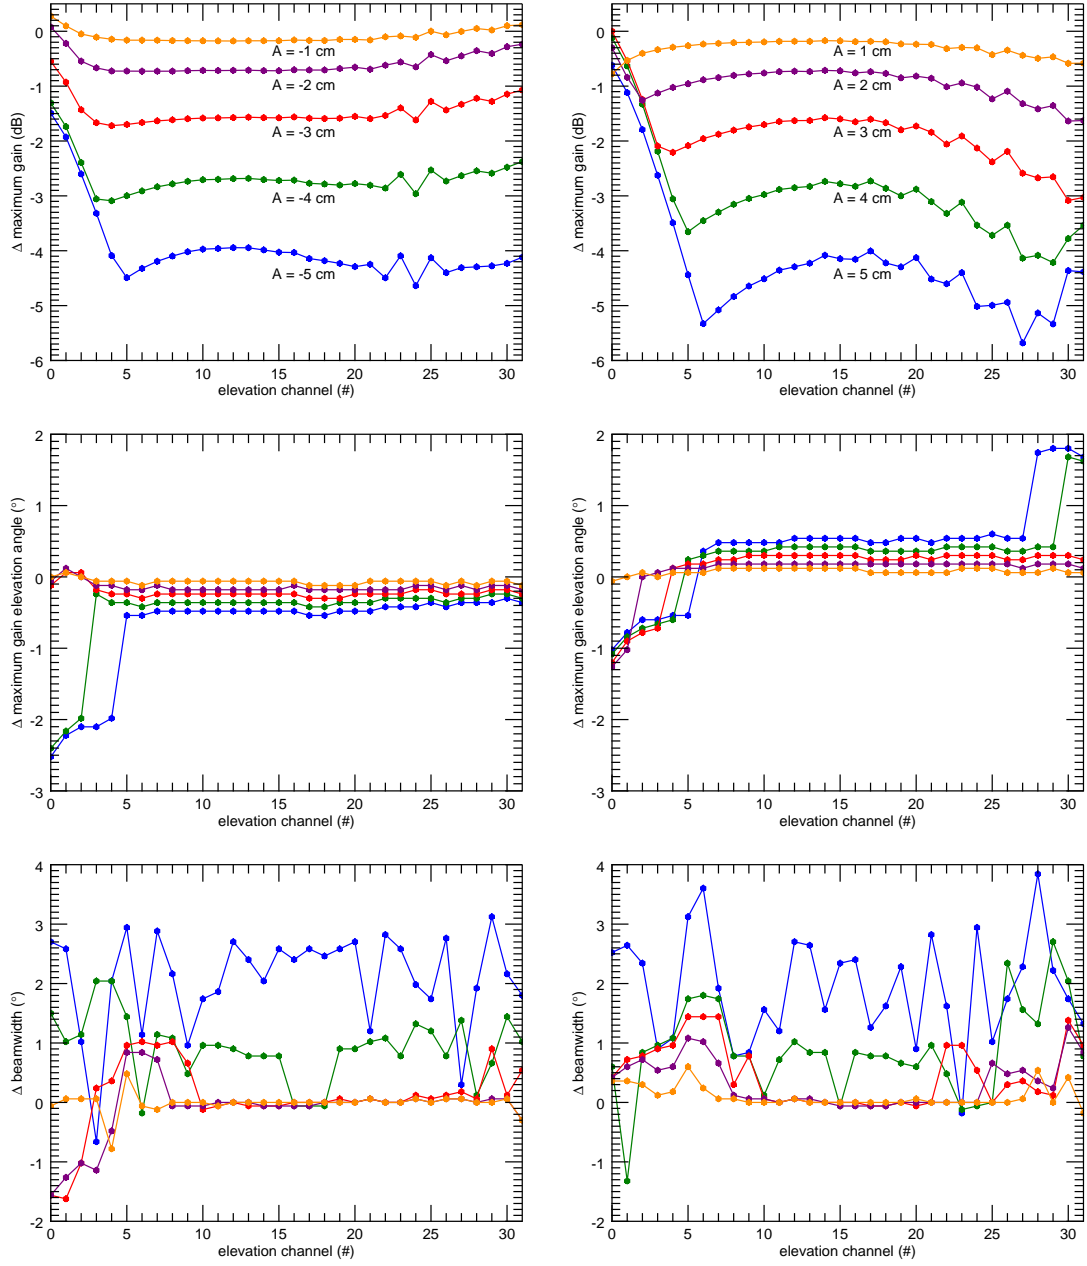 0
-1
-2
-3
-4
-5
-6
Δ maximum gain (dB)
A = -1 cm
A = -2 cm
A = -3 cm
A = -4 cm
A = -5 cm
0 5 10 15 20 25 30
elevation channel (#)
0
-1
-2
-3
-4
-5
-6
Δ maximum gain (dB)
A = 1 cm
A = 2 cm
A = 3 cm
A = 4 cm
A = 5 cm
0 5 10 15 20 25 30
elevation channel (#)
2
1
0
-1
-2
-3
Δ maximum gain elevation angle (°)
0 5 10 15 20 25 30
elevation channel (#)
2
1
0
-1
-2
-3
Δ maximum gain elevation angle (°)
0 5 10 15 20 25 30
elevation channel (#)
4
3
2
1
0
-1
-2
Δ beamwidth (°)
0 5 10 15 20 25 30
elevation channel (#)
4
3
2
1
0
-1
-2
Δ beamwidth (°)
0 5 10 15 20 25 30
elevation channel (#)